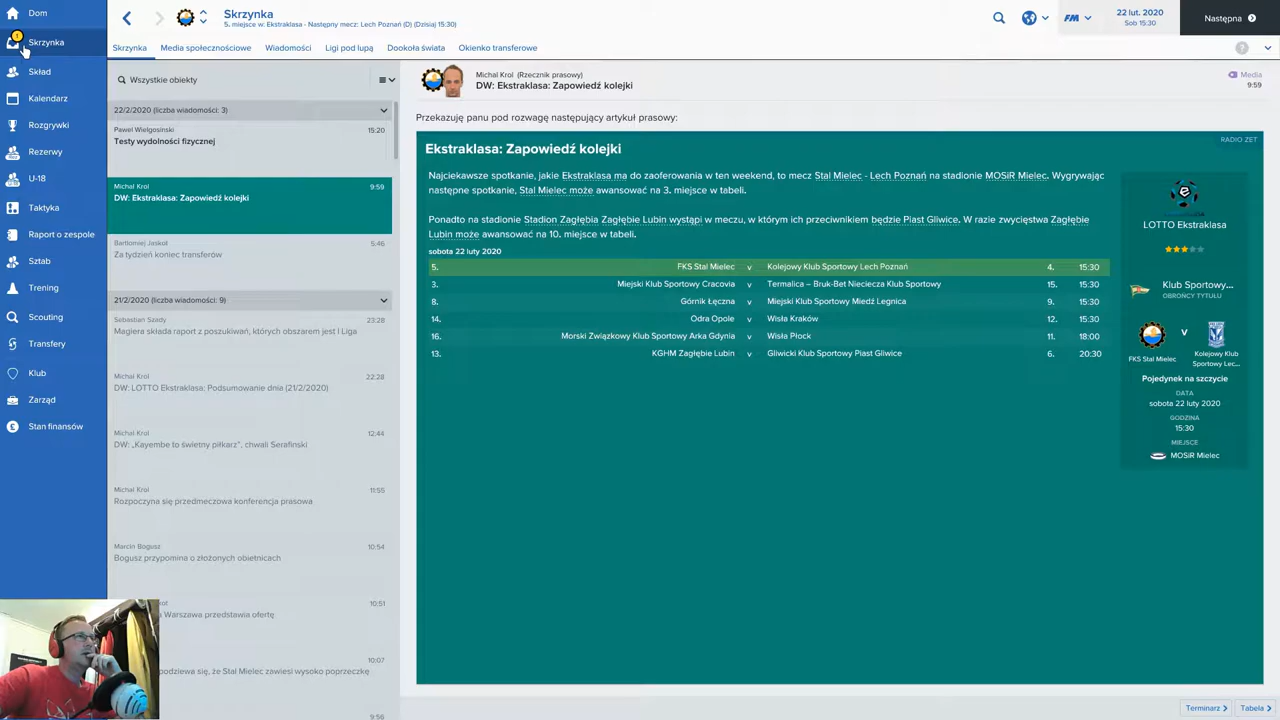 Dom
1
Skrzynka
Skład
Kalendarz
Rozgrywki
Rezerwy
U-18
Taktyka
Raport o zespole
Sztab
Trening
Scouting
Transfery
Klub
Zarząd
Stan finansów
Skrzynka
5. miejsce w: Ekstraklasa - Następny mecz: Lech Poznań (D) (Dzisia) (15:30)
FM
22 lut. 2020
Sob 15:30
Następna
Skrzynka
Media społecznościowe
Wiadomości
Ligi pod lupą
Dookoła świata
Okienko transferowe
?
Wszystkie obiekty
22/2/2020 (liczba wiadomości: 3)
Pawel Wielgosinski 15:20
Testy wydolności fizycznej
Michal Krol 9:59
DW: Ekstraklasa: Zapowiedź kolejki
Bartlomiej Jaskot 5:46
Za tydzień koniec transferów
21/2/2020 (liczba wiadomości: 9)
Sebastian Szady 23:28
Magiera składa raport z poszukiwań, których obszarem jest I Liga
Michal Krol 22:28
DW: LOTTO Ekstraklasa: Podsumowanie dnia (21/2/2020)
Michal Krol 12:44
DW: „Kayembe to świetny piłkarz”, chwali Serafinski
Michal Krol 11:55
Rozpoczyna się przedmeczowa konferencja prasowa
Marcin Bogusz 10:54
Bogusz przypomina o złożonych obietnicach
10:51
Warszawa przedstawia ofertę
10:07
podziewa się, że Stal Mielec zawiesi wysoko poprzeczkę
9:56
Michal Krol (Rzecznik prasowy)
DW: Ekstraklasa: Zapowiedź kolejki
Media
9:59
Przekazuję panu pod rozwagę następujący artykuł prasowy:
RADIO ZET
Ekstraklasa: Zapowiedź kolejki
Najciekawsze spotkanie, jakie Ekstraklasa ma do zaoferowania w ten weekend, to mecz Stal Mielec - Lech Poznań na stadionie MOSiR Mielec. Wygrywając
następne spotkanie, Stal Mielec może awansować na 3. miejsce w tabeli.
Ponadto na stadionie Stadion Zagłębia Zagłębie Lubin wystąpi w meczu, w którym ich przeciwnikiem będzie Piast Gliwice. W razie zwycięstwa Zagłębie
Lubin może awansować na 10. miejsce w tabeli.
sobota 22 luty 2020
5. FKS Stal Mielec v Kolejowy Klub Sportowy Lech Poznań 4. 15:30
3. Miejski Klub Sportowy Cracovia v Termalica – Bruk-Bet Nieciecza Klub Sportowy 15. 15:30
8. Górnik Łęczna v Miejski Klub Sportowy Miedź Legnica 9. 15:30
14. Odra Opole v Wisła Kraków 12. 15:30
16. Morski Związkowy Klub Sportowy Arka Gdynia v Wisła Płock 11. 18:00
13. KGHM Zagłębie Lubin v Gliwicki Klub Sportowy Piast Gliwice 6. 20:30
LOTTO Ekstraklasa
Klub Sportowy...
OBROŃCY TYTUŁU
V
FKS Stal Mielec
Kolejowy Klub
Sportowy Lec...
Pojedynek na szczycie
DATA
sobota 22 luty 2020
GODZINA
15:30
MIEJSCE
MOSiR Mielec
Terminarz
Tabela